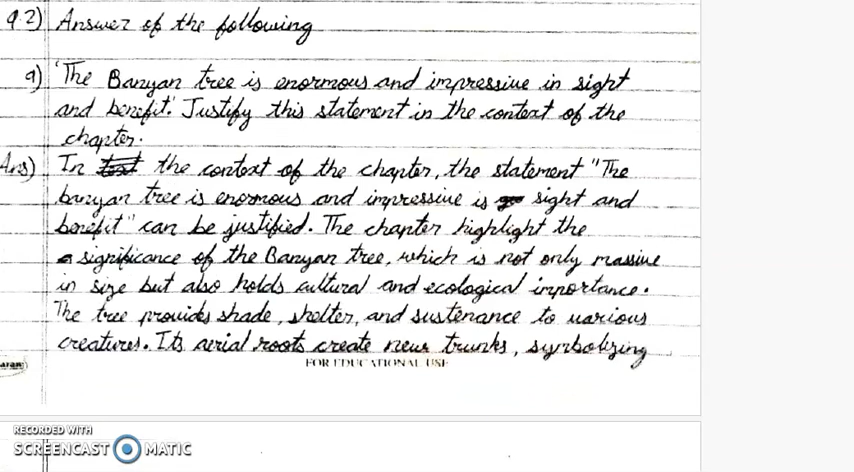 q.2) Answer of the following
a) 'The Banyan tree is enormous and impressive in sight
and benefit.' Justify this statement in the context of the
chapter.
Ans) In the context of the chapter, the statement "The
banyan tree is enormous and impressive is sight and
benefit" can be justified. The chapter highlight the
significance of the Banyan tree, which is not only massive
in size but also holds cultural and ecological importance.
The tree provides shade, shelter, and sustenance to various
creatures. Its aerial roots create new trunks, symbolizing
FOR EDUCATIONAL USE
RECORDED WITH
SCREENCAST MATIC